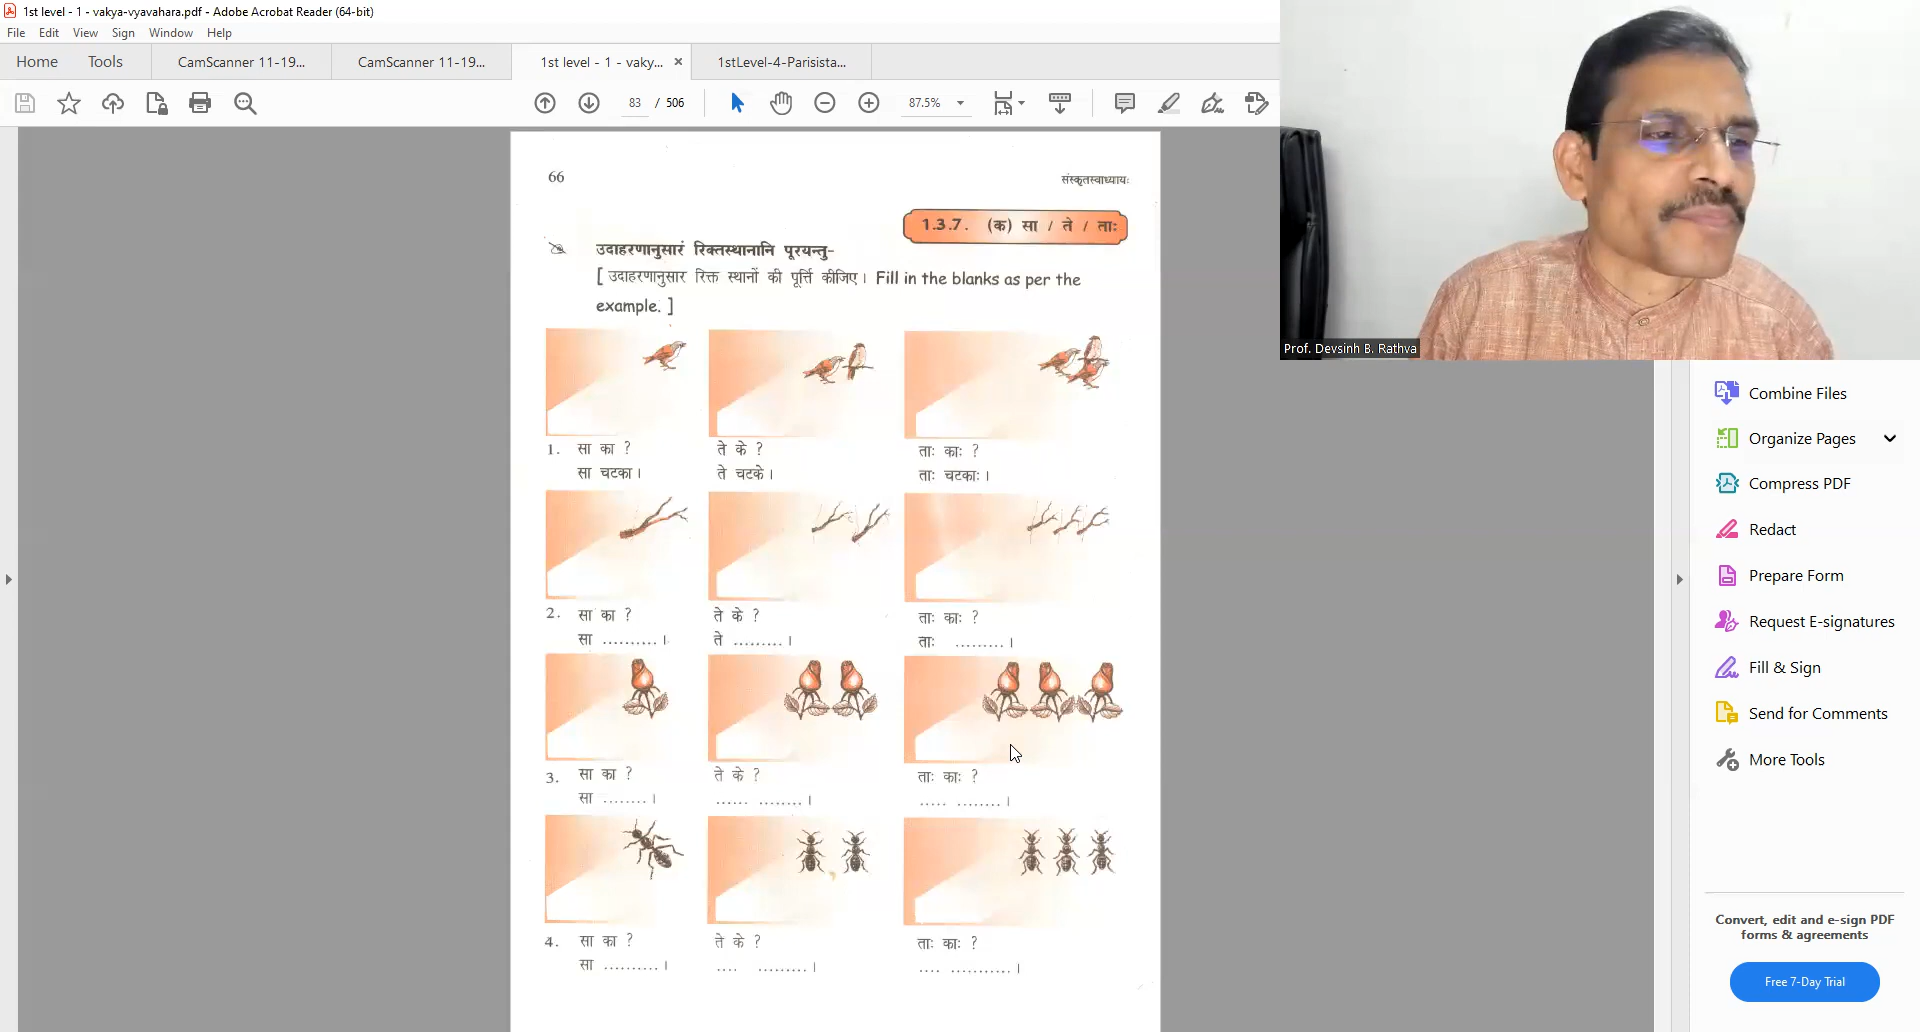 1st level - 1 - vakya-vyavahara.pdf - Adobe Acrobat Reader (64-bit)
File Edit View Sign Window Help
Home Tools CamScanner 11-19... CamScanner 11-19... 1st level - 1 - vaky... 1stLevel-4-Parisista...
83 / 506 87.5%
66 संस्कृतस्वाध्यायः
1.3.7. (क) सा / ते / ताः
उदाहरणानुसारं रिक्तस्थानानि पूरयन्तु-
[ उदाहरणानुसार रिक्त स्थानों की पूर्त्ति कीजिए। Fill in the blanks as per the
example. ]
1. सा का ? ते के ? ताः काः ?
सा चटका। ते चटके। ताः चटकाः।
2. सा का ? ते के ? ताः काः ?
सा ..........। ते .........। ताः .........।
3. सा का ? ते के ? ताः काः ?
सा ........। ...... ........। ..... ........।
4. सा का ? ते के ? ताः काः ?
सा ..........। .... .........। .... ...........।
Prof. Devsinh B. Rathva
Combine Files
Organize Pages
Compress PDF
Redact
Prepare Form
Request E-signatures
Fill & Sign
Send for Comments
More Tools
Convert, edit and e-sign PDF
forms & agreements
Free 7-Day Trial